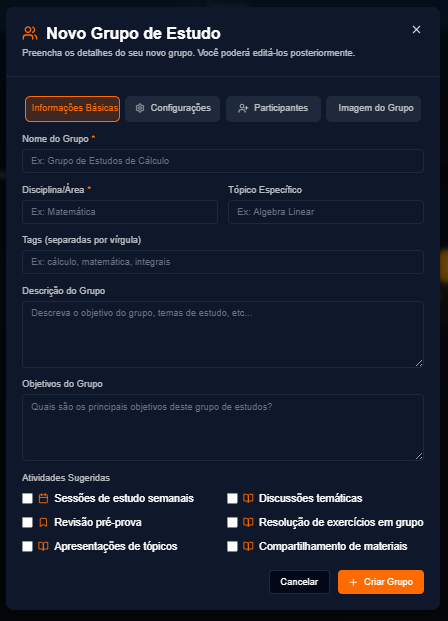 Novo Grupo de Estudo
Preencha os detalhes do seu novo grupo. Você poderá editá-los posteriormente.
Informações Básicas
Configurações
Participantes
Imagem do Grupo
Nome do Grupo *
Ex: Grupo de Estudos de Cálculo
Disciplina/Área *
Tópico Específico
Ex: Matemática
Ex: Algebra Linear
Tags (separadas por vírgula)
Ex: cálculo, matemática, integrais
Descrição do Grupo
Descreva o objetivo do grupo, temas de estudo, etc...
Objetivos do Grupo
Quais são os principais objetivos deste grupo de estudos?
Atividades Sugeridas
Sessões de estudo semanais
Discussões temáticas
Revisão pré-prova
Resolução de exercícios em grupo
Apresentações de tópicos
Compartilhamento de materiais
Cancelar
+ Criar Grupo